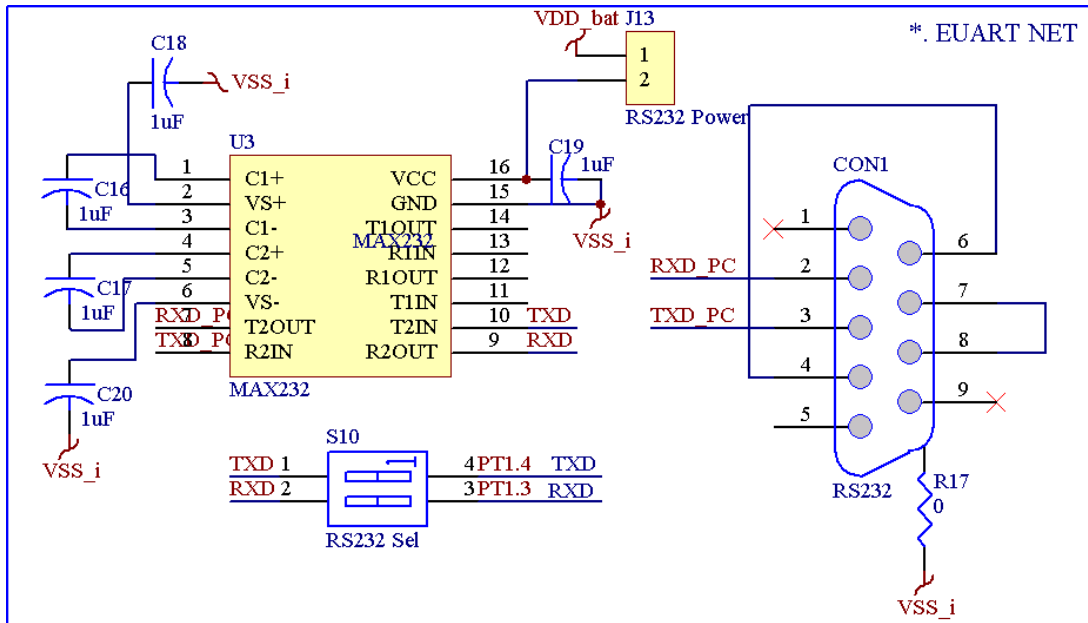 *. EUART NET
VDD_bat
J13
1
2
RS232 Power
C18
1uF
VSS_i
U3
C16
1uF
C17
1uF
C20
1uF
VSS_i
1 C1+ VCC 16
2 VS+ GND 15
3 C1- T1OUT 14
4 C2+ R1IN 13
5 C2- R1OUT 12
6 VS- T1IN 11
RXD_PC 7 T2OUT T2IN 10 TXD
TXD_PC 8 R2IN R2OUT 9 RXD
MAX232
MAX232
C19
1uF
VSS_i
S10
TXD 1 4 PT1.4 TXD
RXD 2 3 PT1.3 RXD
RS232 Sel
CON1
1
RXD_PC 2
TXD_PC 3
4
5
6
7
8
9
RS232
R17
0
VSS_i